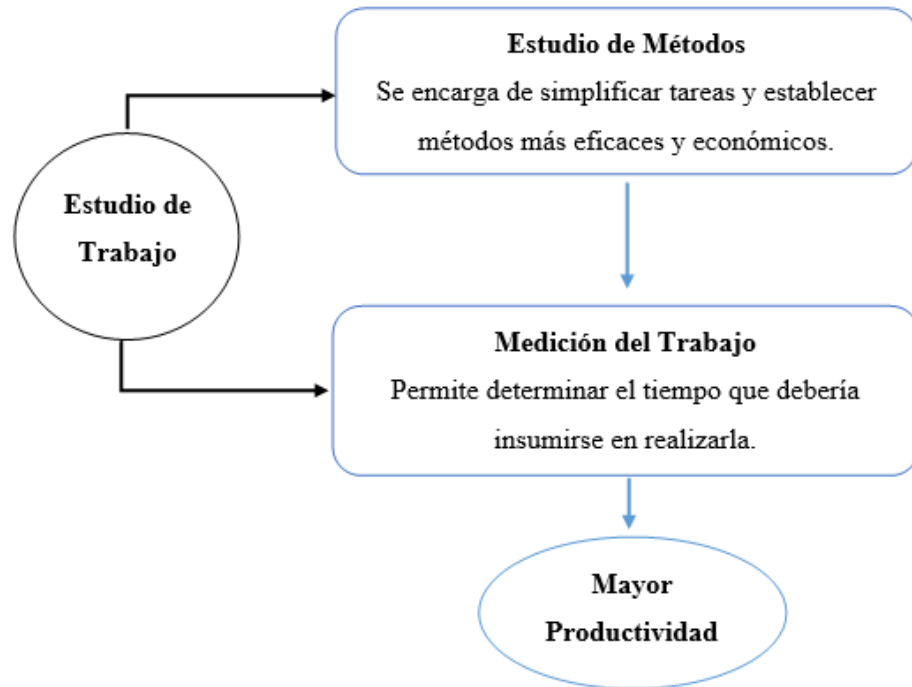 Estudio de Métodos
Se encarga de simplificar tareas y establecer
métodos más eficaces y económicos.
Estudio de
Trabajo
Medición del Trabajo
Permite determinar el tiempo que debería
insumirse en realizarla.
Mayor
Productividad